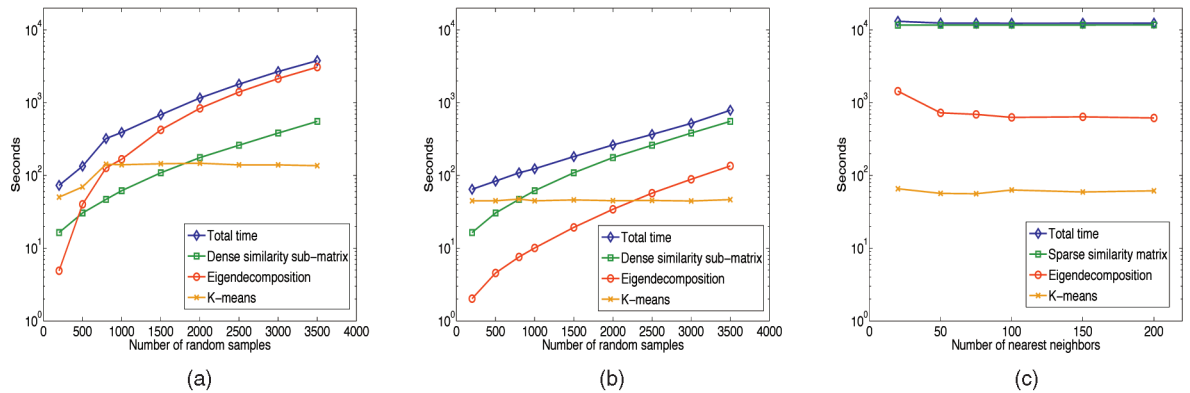 10^4
10^3
10^2
10^1
10^0
Seconds
0 500 1000 1500 2000 2500 3000 3500 4000
Number of random samples
Total time
Dense similarity sub-matrix
Eigendecomposition
K-means
(a)
10^4
10^3
10^2
10^1
10^0
Seconds
0 500 1000 1500 2000 2500 3000 3500 4000
Number of random samples
Total time
Dense similarity sub-matrix
Eigendecomposition
K-means
(b)
10^4
10^3
10^2
10^1
10^0
Seconds
0 50 100 150 200
Number of nearest neighbors
Total time
Sparse similarity matrix
Eigendecomposition
K-means
(c)